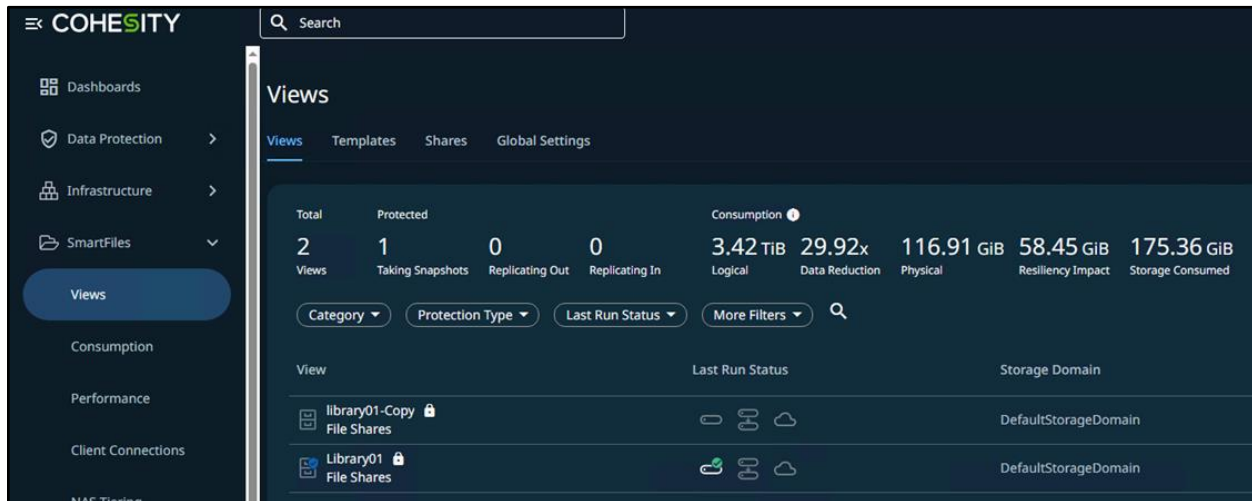 COHESITY
Search
Dashboards
Data Protection
Infrastructure
SmartFiles
Views
Consumption
Performance
Client Connections
NAS Tiering
Views
Views Templates Shares Global Settings
Total Protected Consumption
2 1 0 0 3.42 TiB 29.92x 116.91 GiB 58.45 GiB 175.36 GiB
Views Taking Snapshots Replicating Out Replicating In Logical Data Reduction Physical Resiliency Impact Storage Consumed
Category Protection Type Last Run Status More Filters
View Last Run Status Storage Domain
library01-Copy
File Shares
DefaultStorageDomain
Library01
File Shares
DefaultStorageDomain